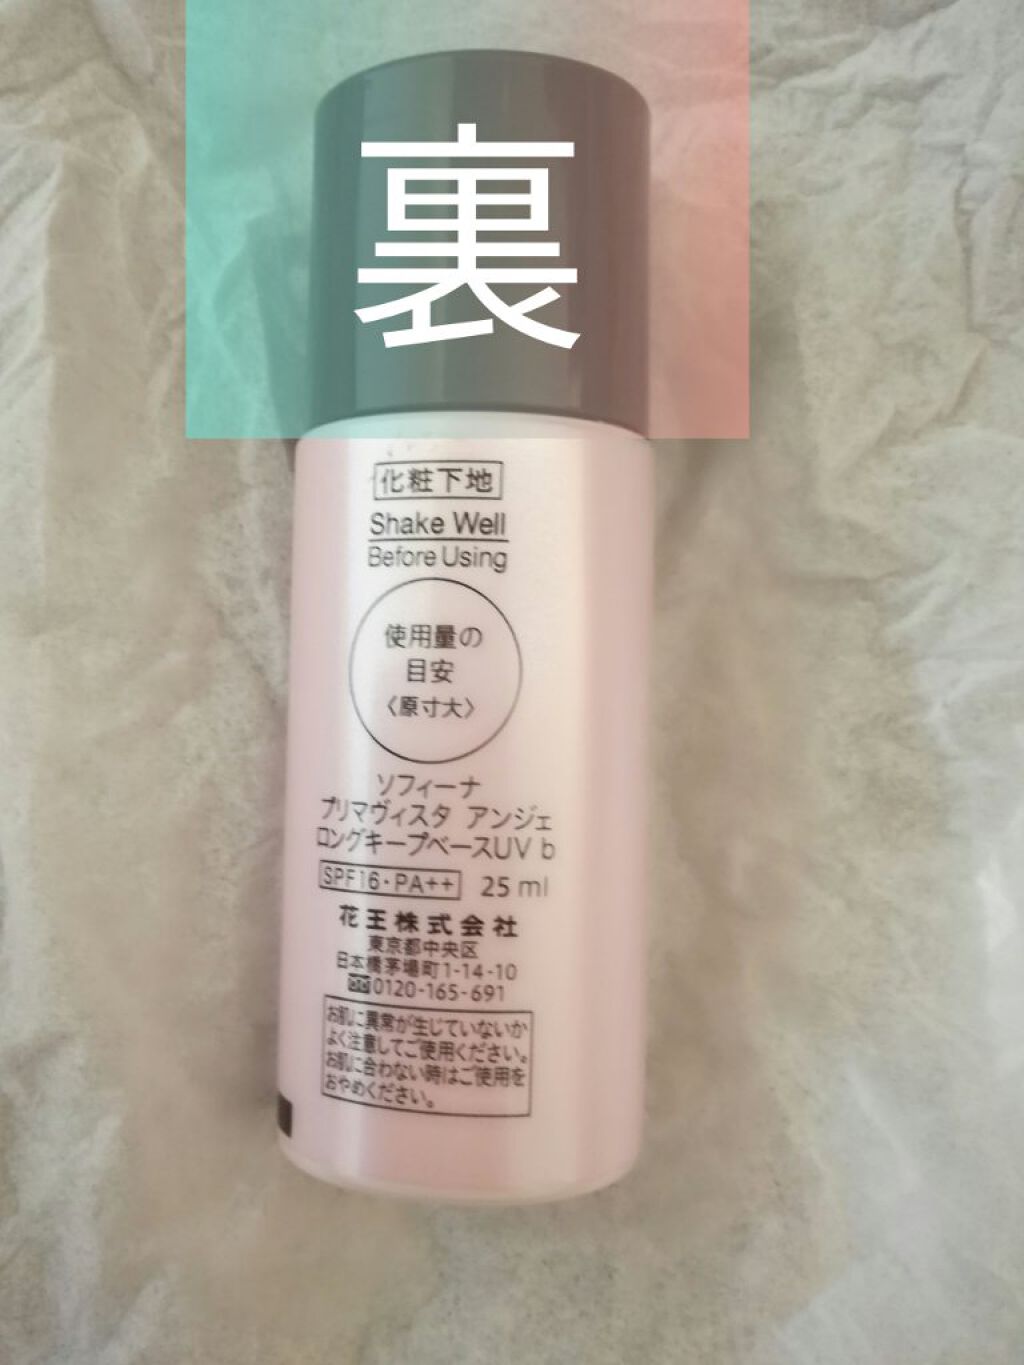 裏
化粧下地
Shake Well
Before Using
使用量の
目安
〈原寸大〉
ソフィーナ
プリマヴィスタ アンジェ
ロングキープベースUV b
SPF16・PA++ 25 ml
花王株式会社
東京都中央区
日本橋茅場町1-14-10
0120-165-691
お肌に異常が生じていないか
よく注意してご使用ください。
お肌に合わない時はご使用を
おやめください。